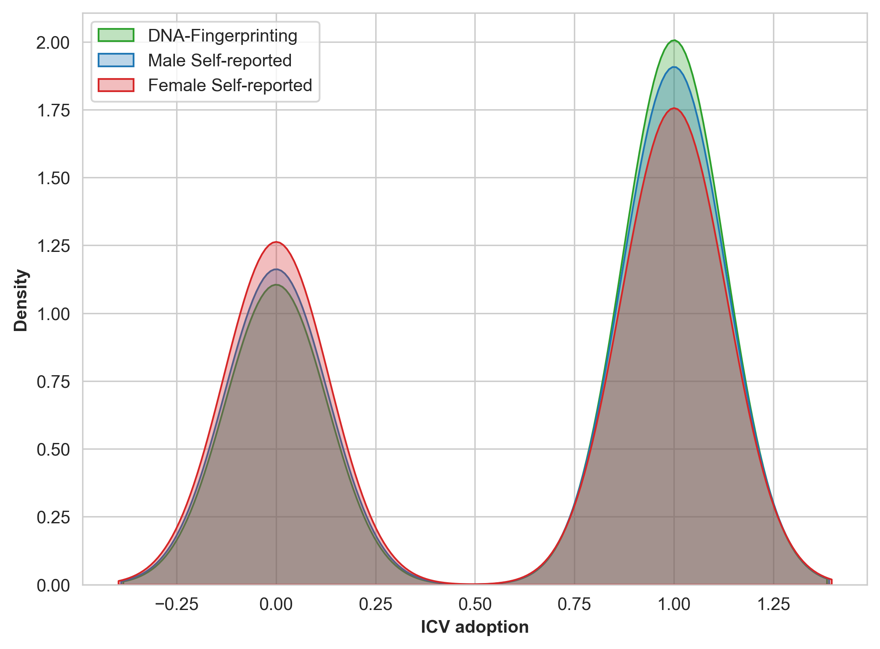 DNA-Fingerprinting
Male Self-reported
Female Self-reported
2.00
1.75
1.50
1.25
1.00
0.75
0.50
0.25
0.00
Density
−0.25 0.00 0.25 0.50 0.75 1.00 1.25
ICV adoption